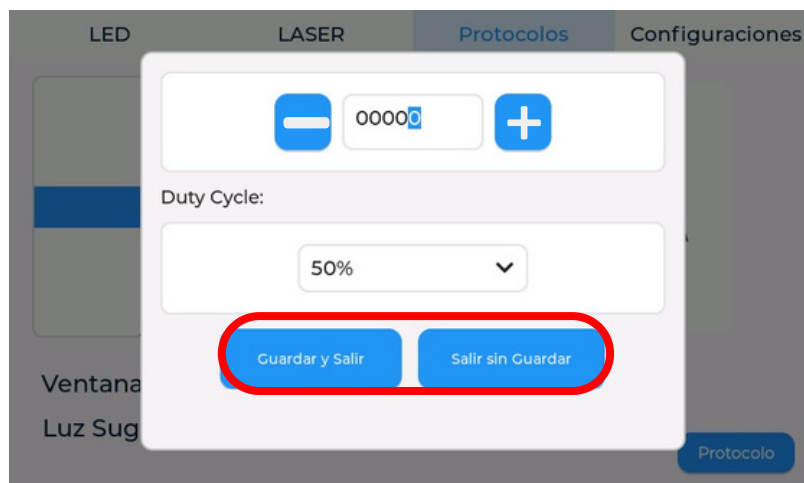 LED LASER Protocolos Configuraciones
00000
Duty Cycle:
50%
Guardar y Salir Salir sin Guardar
Ventana
Luz Sug
Protocolo